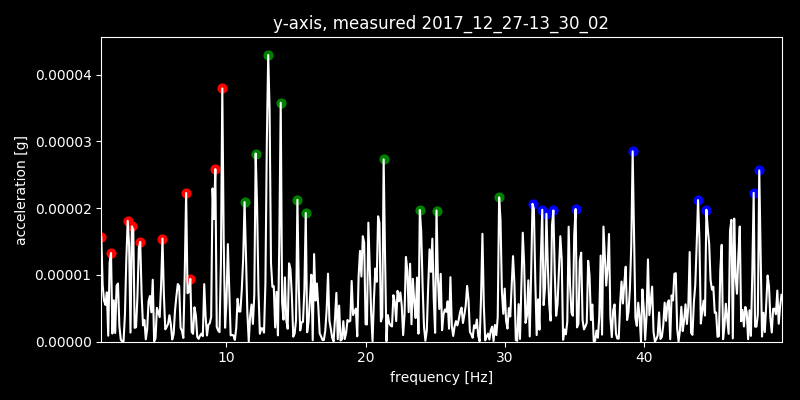 y-axis, measured 2017_12_27-13_30_02
acceleration [g]
0.00004
0.00003
0.00002
0.00001
0.00000
10 20 30 40
frequency [Hz]